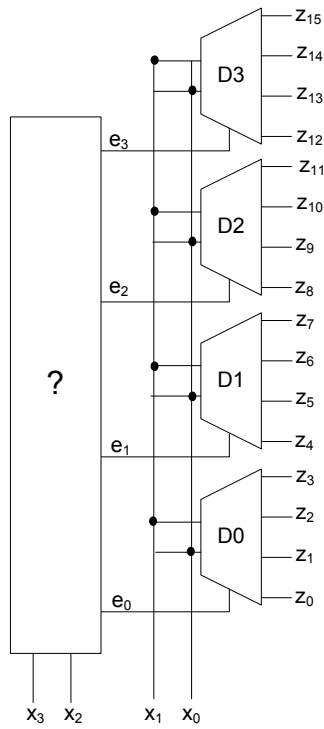 z₁₅
z₁₄
D3
z₁₃
e₃
z₁₂
z₁₁
z₁₀
D2
z₉
e₂
z₈
z₇
z₆
?
D1
z₅
e₁
z₄
z₃
z₂
D0
z₁
e₀
z₀
x₃ x₂ x₁ x₀